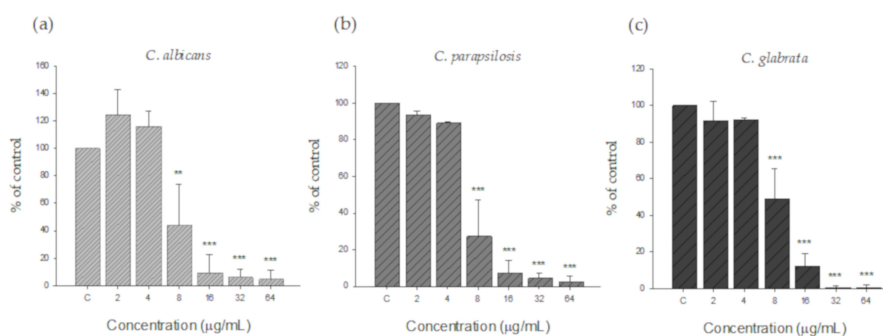 (a)
C. albicans
160
140
120
100
80
60
40
20
0
% of control
**
***
***
***
C 2 4 8 16 32 64
Concentration (µg/mL)
(b)
C. parapsilosis
120
100
80
60
40
20
0
% of control
***
***
***
***
C 2 4 8 16 32 64
Concentration (µg/mL)
(c)
C. glabrata
120
100
80
60
40
20
0
% of control
***
***
***
***
C 2 4 8 16 32 64
Concentration (µg/mL)